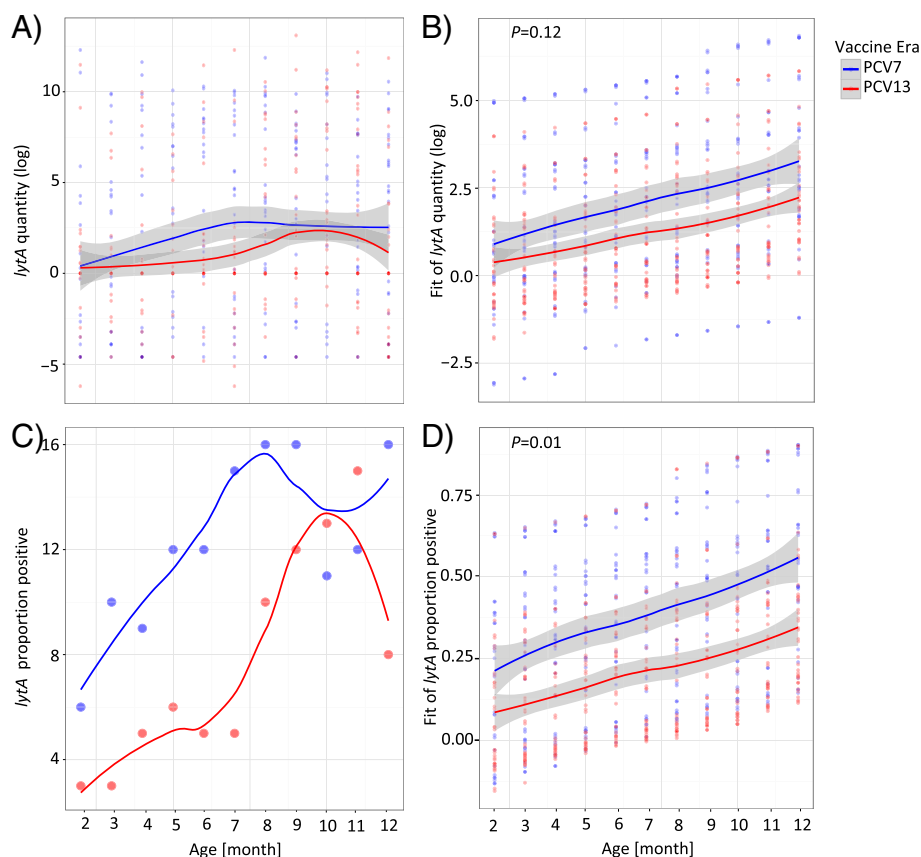 A)
lytA quantity (log)
10
5
0
−5
B)
P=0.12
Fit of lytA quantity (log)
5.0
2.5
0.0
−2.5
Vaccine Era
PCV7
PCV13
C)
lytA proportion positive
16
12
8
4
2 3 4 5 6 7 8 9 10 11 12
Age [month]
D)
P=0.01
Fit of lytA proportion positive
0.75
0.50
0.25
0.00
2 3 4 5 6 7 8 9 10 11 12
Age [month]